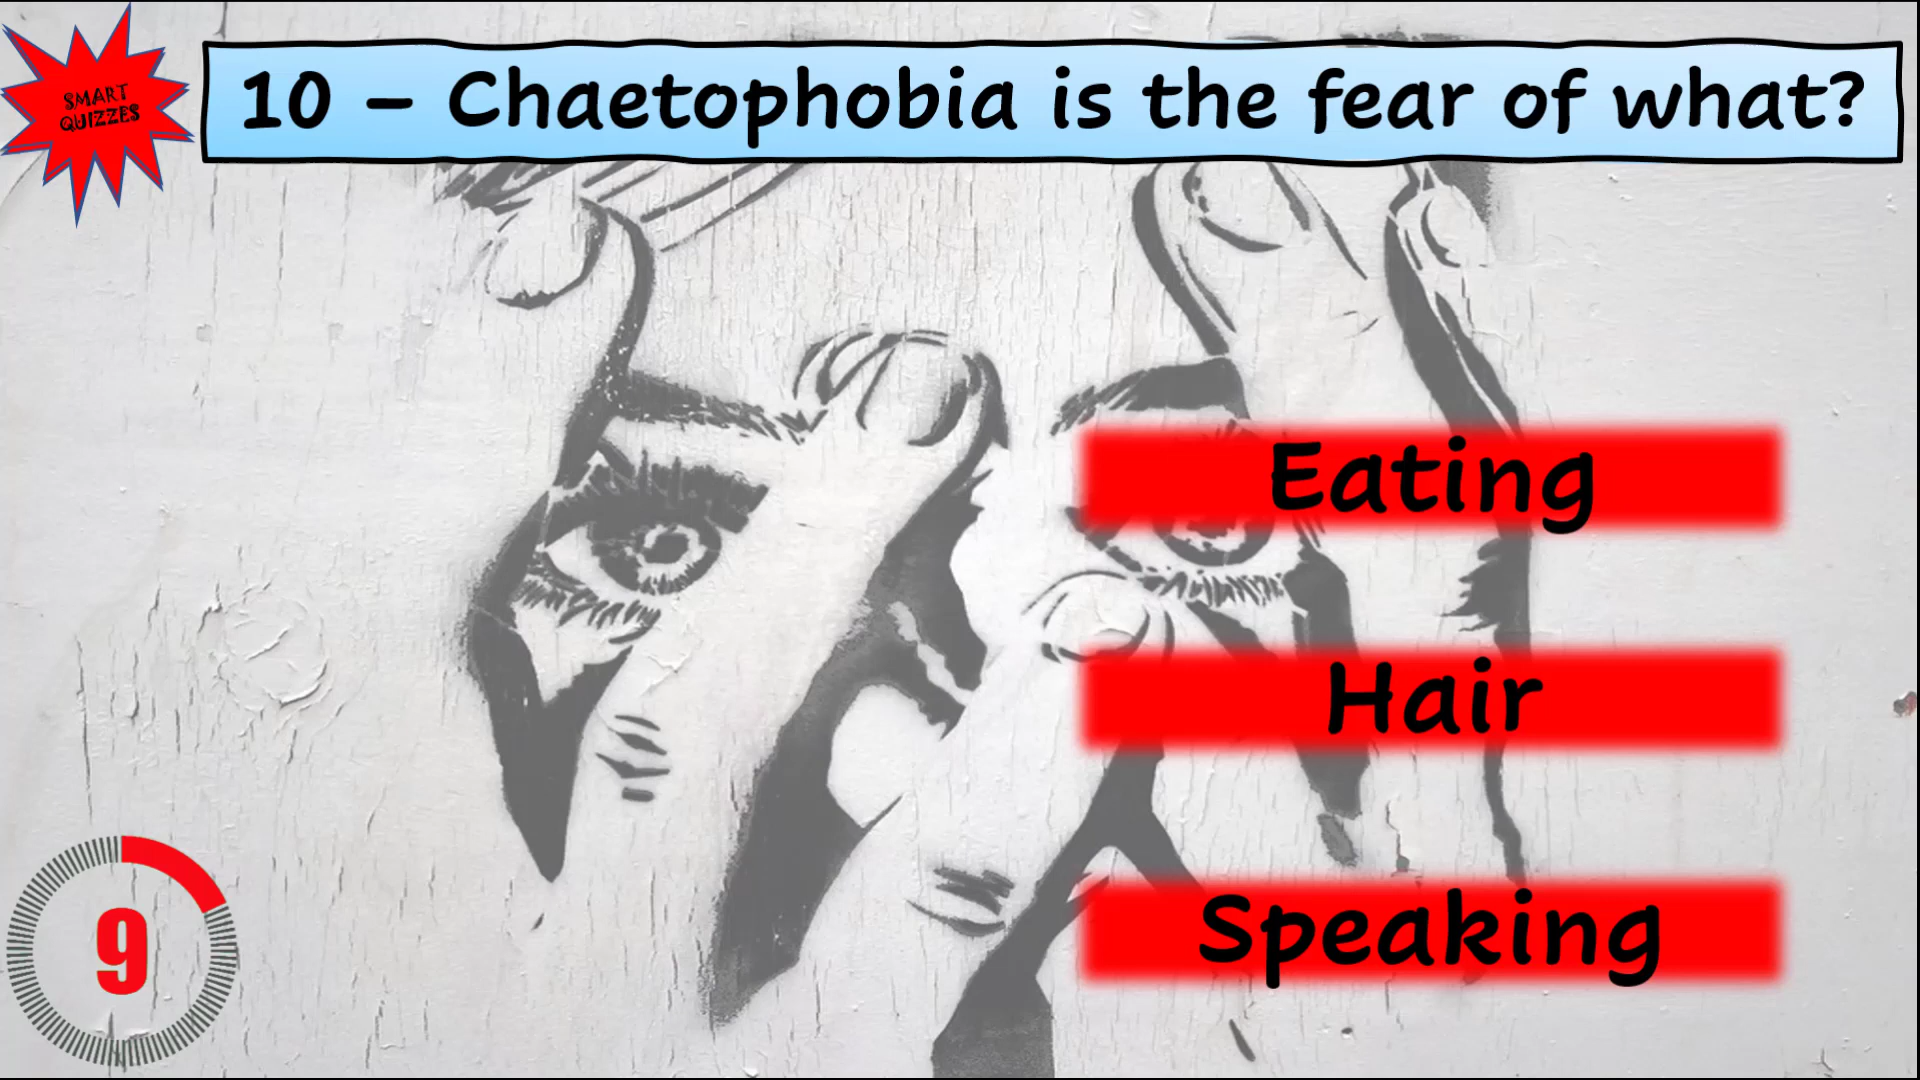 SMART
QUIZZES
10 – Chaetophobia is the fear of what?
Eating
Hair
Speaking
9